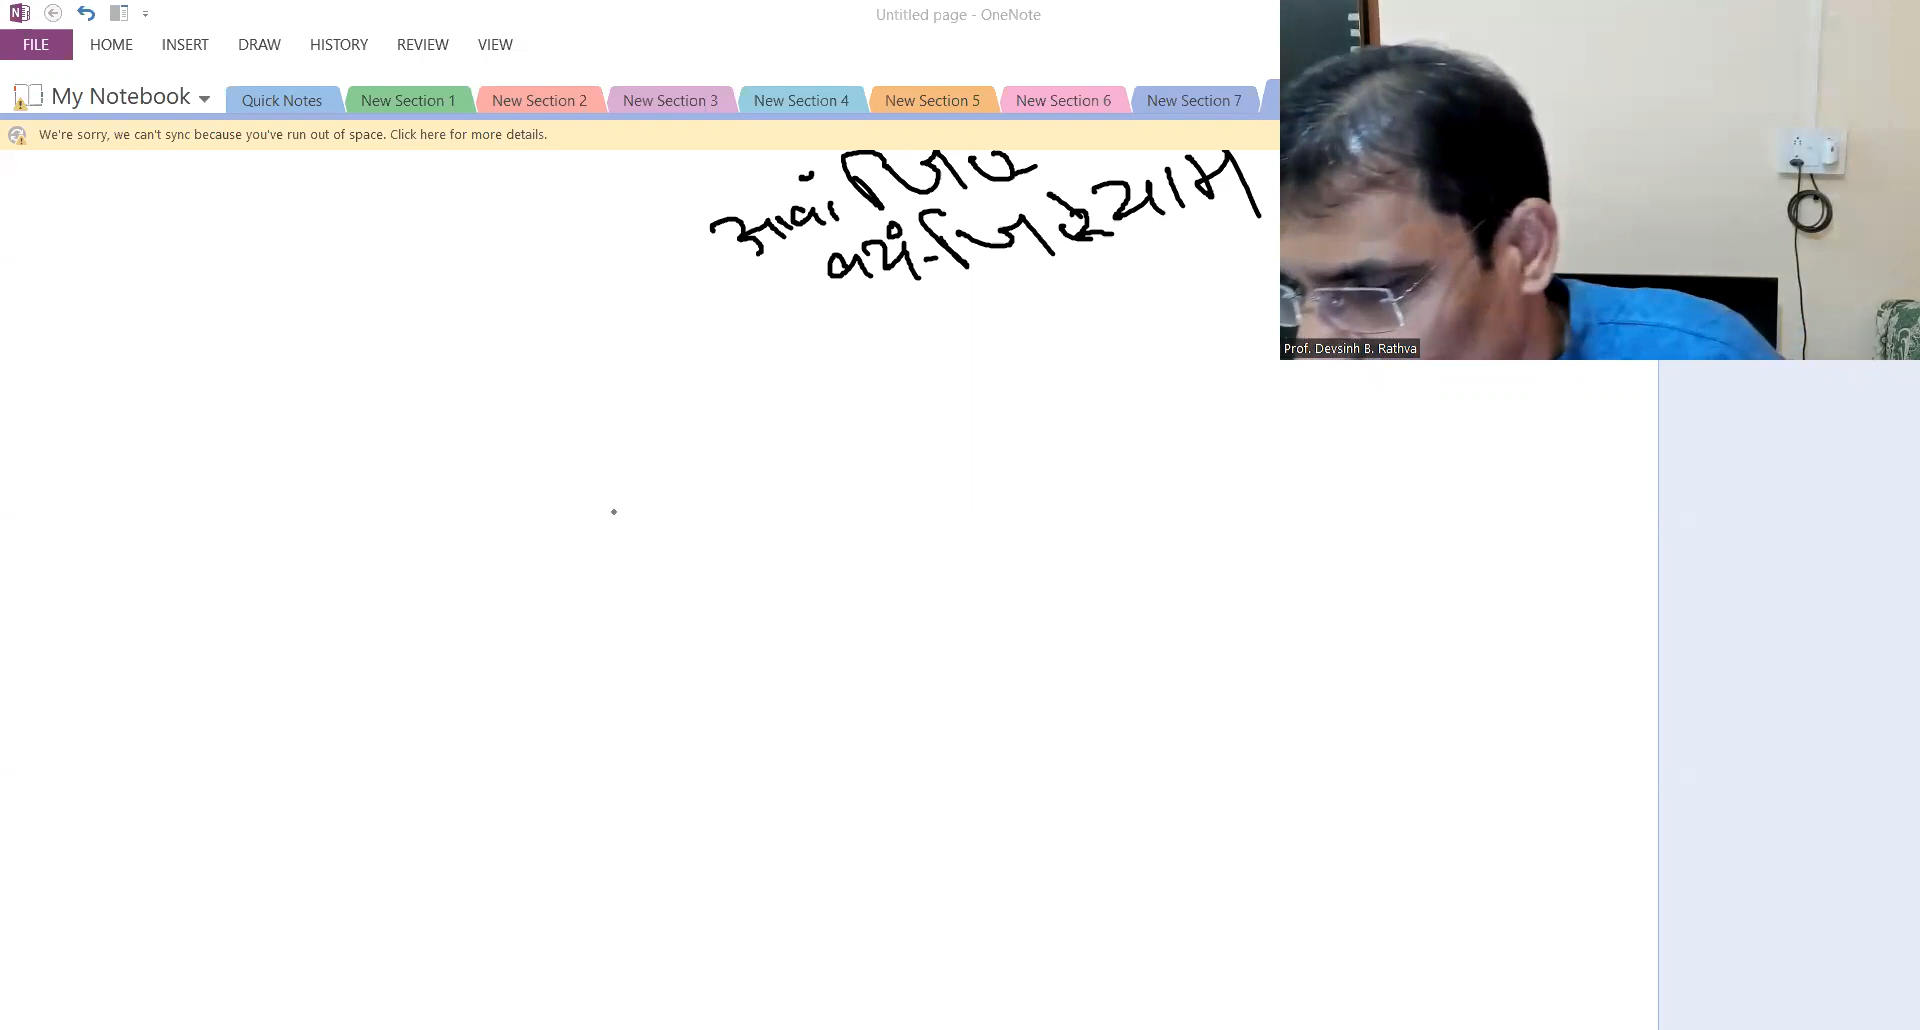 Untitled page - OneNote
FILE HOME INSERT DRAW HISTORY REVIEW VIEW
My Notebook Quick Notes New Section 1 New Section 2 New Section 3 New Section 4 New Section 5 New Section 6 New Section 7
We're sorry, we can't sync because you've run out of space. Click here for more details.
Prof. Devsinh B. Rathva